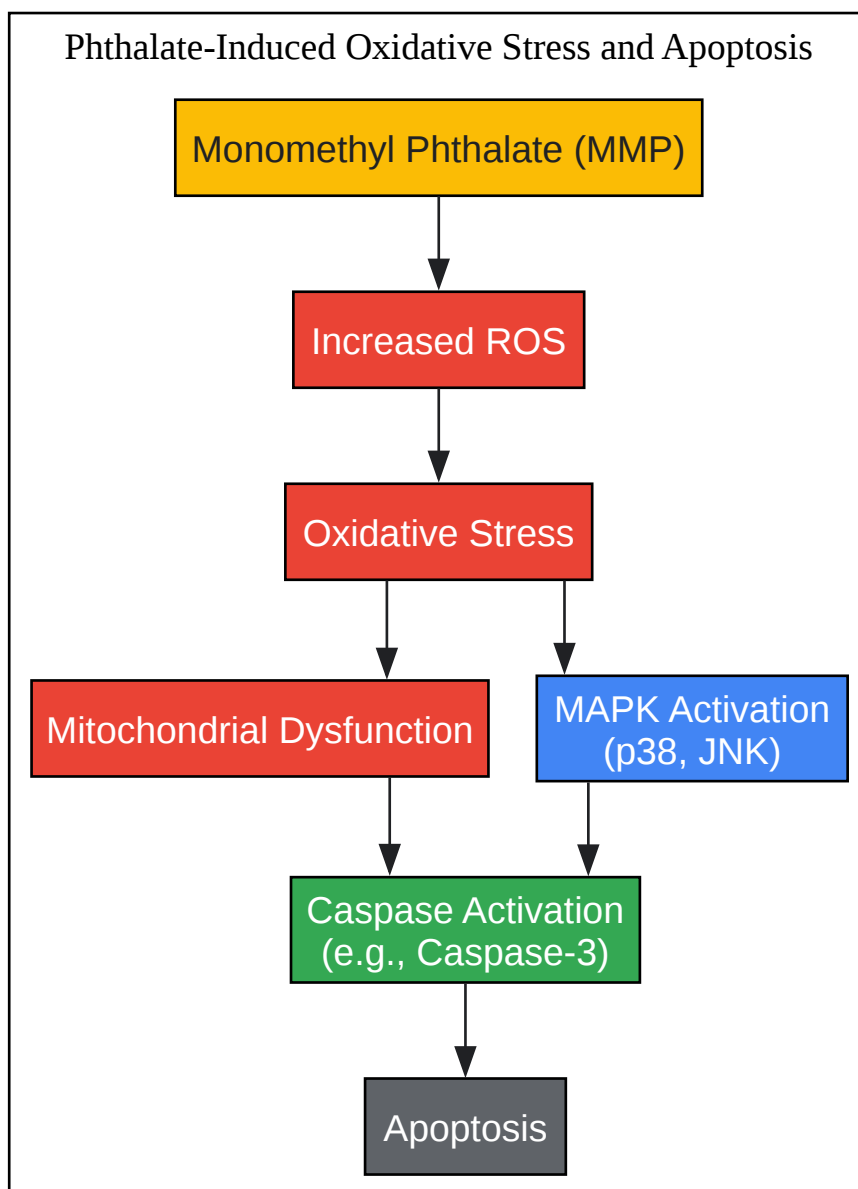 Phthalate-Induced Oxidative Stress and Apoptosis
Monomethyl Phthalate (MMP)
Increased ROS
Oxidative Stress
Mitochondrial Dysfunction
MAPK Activation
(p38, JNK)
Caspase Activation
(e.g., Caspase-3)
Apoptosis